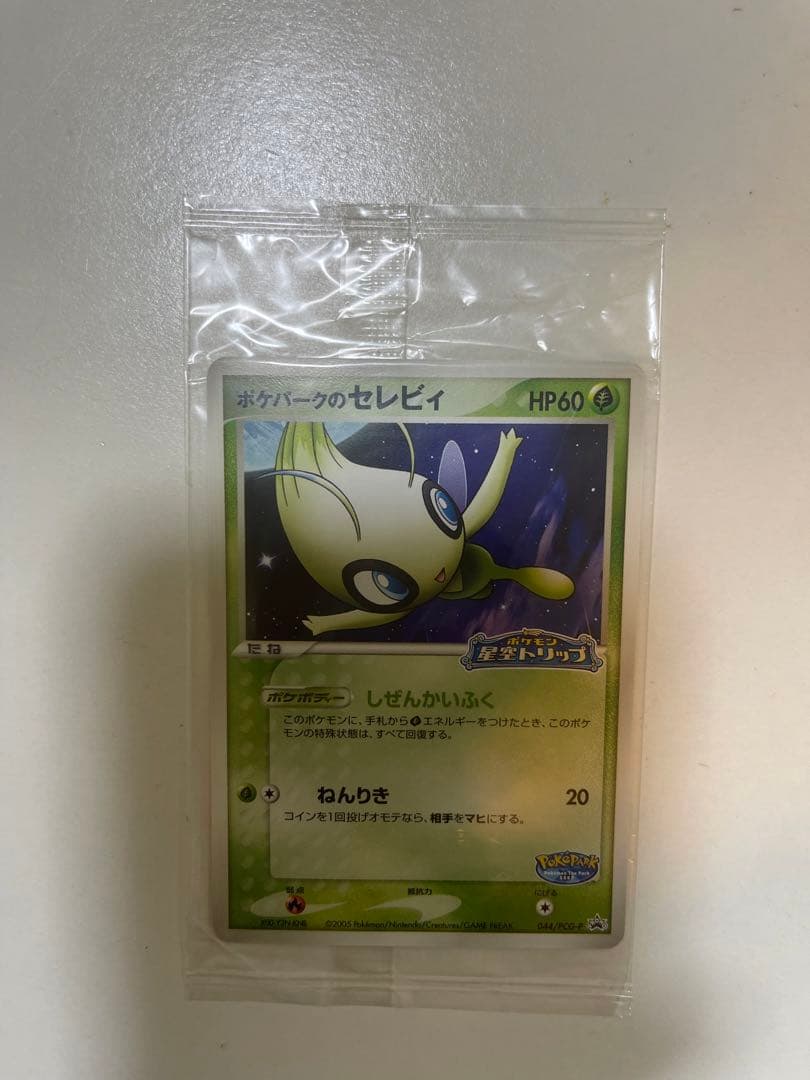 ポケパークのセレビィ HP60
ポケモン
星空トリップ
たね
ポケボディー しぜんかいふく
このポケモンに、手札からエネルギーをつけたとき、このポケ
モンの特殊状態は、すべて回復する。
ねんりき 20
コインを1回投げオモテなら、相手をマヒにする。
POKÉPARK
Pokémon The Park
2005
弱点 抵抗力 にげる
©2005 Pokémon/Nintendo/Creatures/GAME FREAK 044/PCG-P